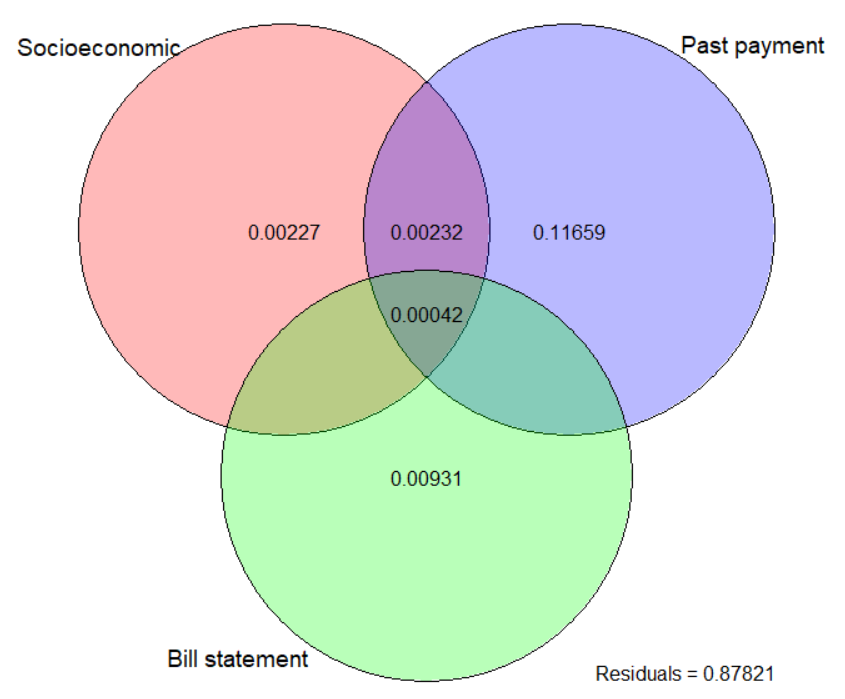 Socioeconomic
Past payment
0.00227
0.00232
0.11659
0.00042
0.00931
Bill statement
Residuals = 0.87821